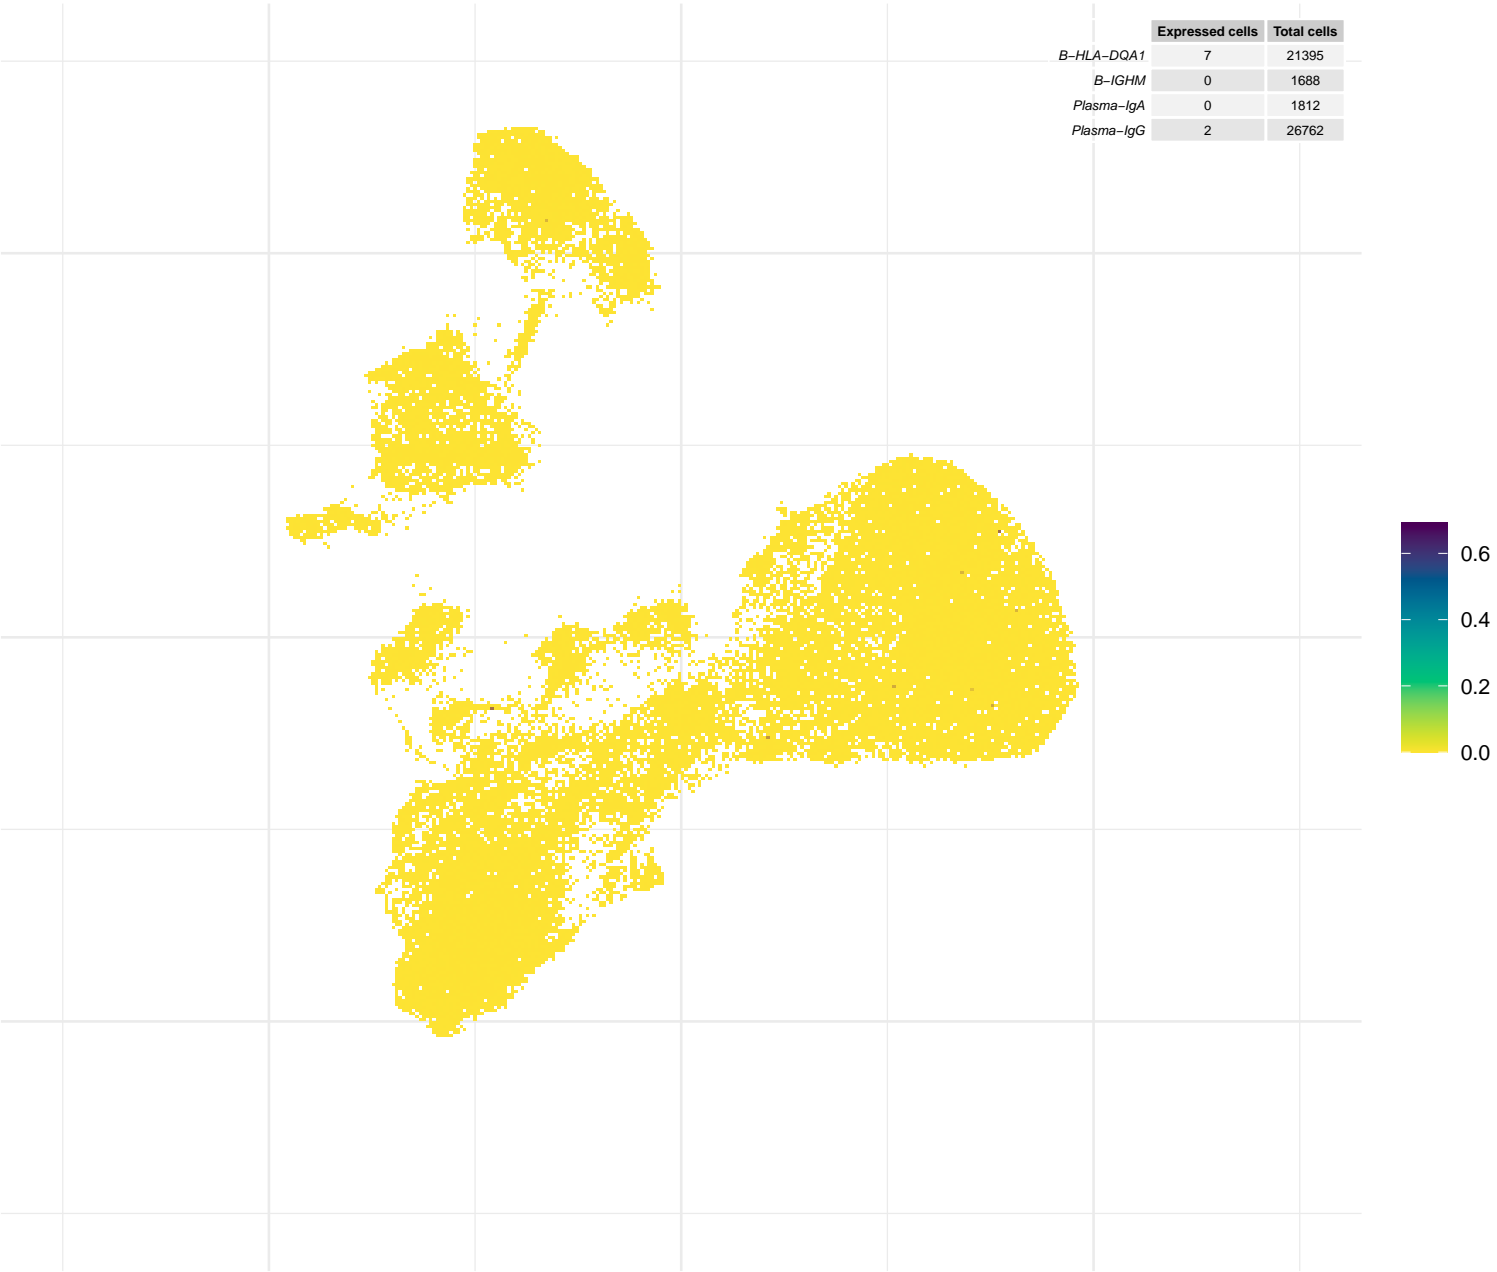 Expressed cells Total cells
B−HLA−DQA1 7 21395
B−IGHM 0 1688
Plasma−IgA 0 1812
Plasma−IgG 2 26762
0.6
0.4
0.2
0.0